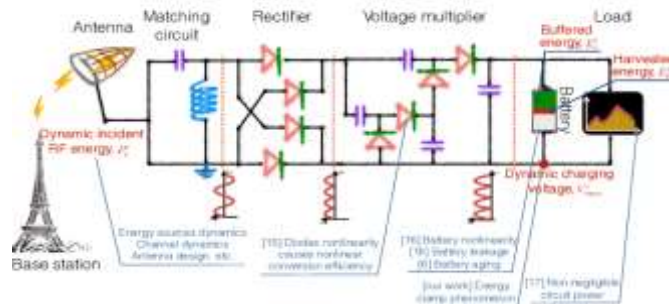 Antenna
Matching
circuit
Rectifier
Voltage multiplier
Load
Buffered
energy,
Harvested
energy,
Battery
Dynamic incident
RF energy,
Dynamic charging
voltage,
Base station
Energy sources dynamics
Channel dynamics
Antenna design, etc.
[15] Diodes nonlinearity
causes nonlinear
conversion efficiency
[16] Battery nonlinearity
Battery leakage
Battery aging
[our work] Energy
clamp phenomenon
[17] Non negligible
circuit power